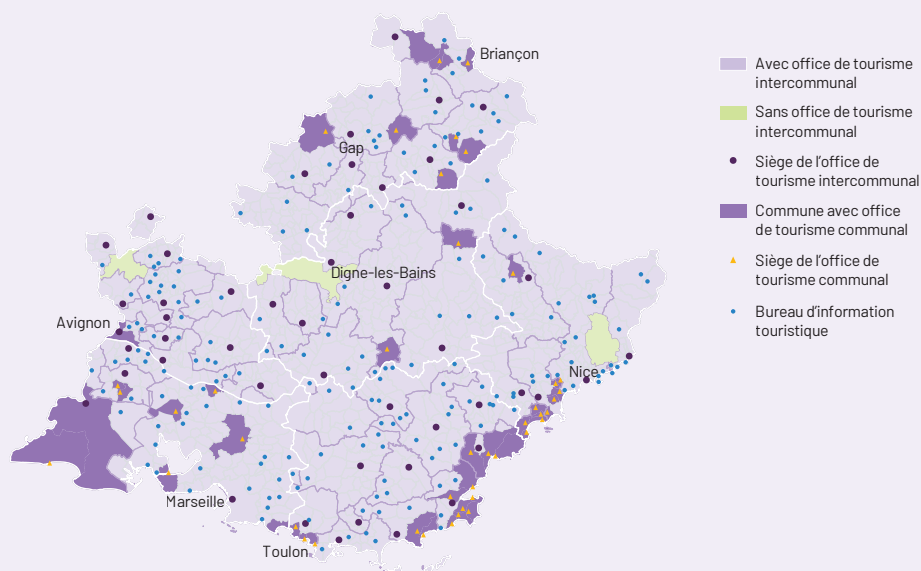 Briançon
Gap
Digne-les-Bains
Avignon
Nice
Marseille
Toulon
Avec office de tourisme
intercommunal
Sans office de tourisme
intercommunal
Siège de l'office de
tourisme intercommunal
Commune avec office
de tourisme communal
Siège de l'office de
tourisme communal
Bureau d'information
touristique